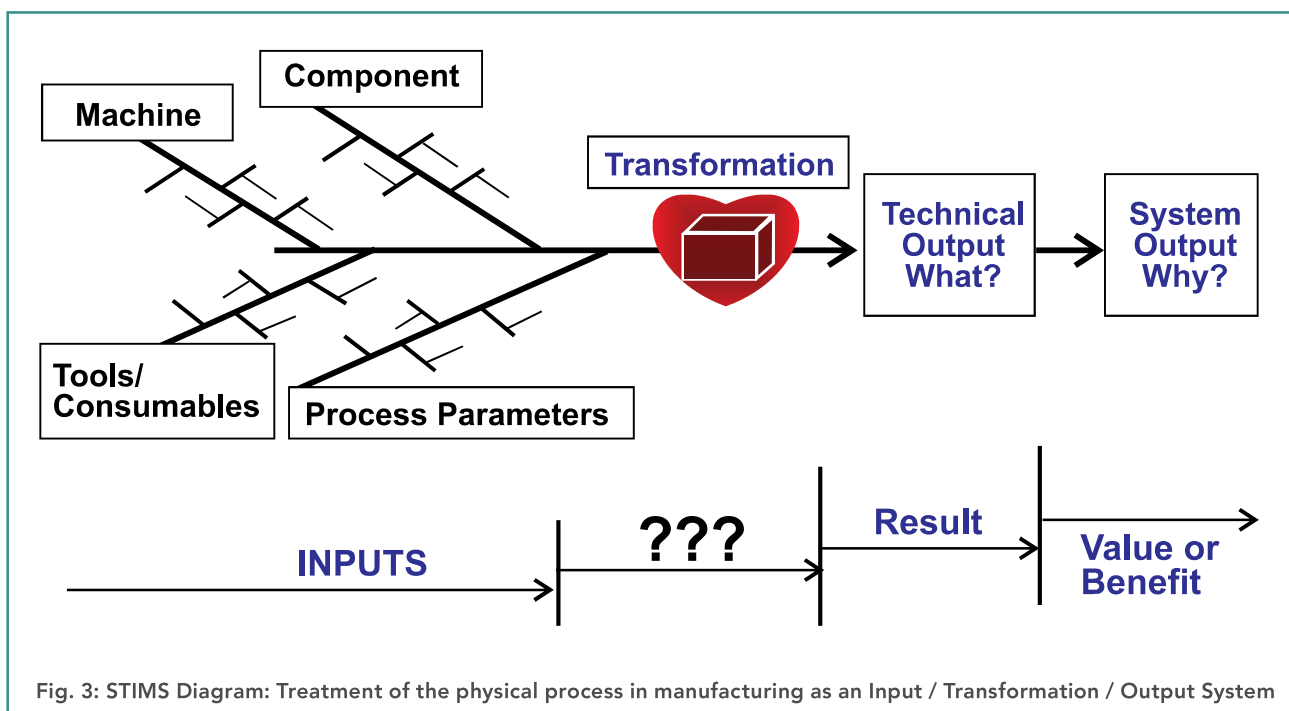 Component
Machine
Transformation
Technical
Output
What?
System
Output
Why?
Tools/
Consumables
Process Parameters
INPUTS
???
Result
Value or
Benefit
Fig. 3: STIMS Diagram: Treatment of the physical process in manufacturing as an Input / Transformation / Output System